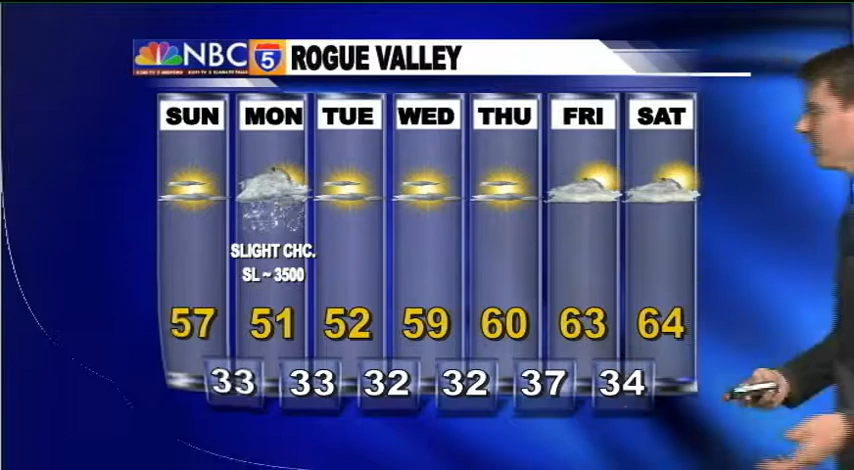 NBC 5 ROGUE VALLEY
SUN MON TUE WED THU FRI SAT
SLIGHT CHC.
SL ~ 3500
57 51 52 59 60 63 64
33 33 32 32 37 34